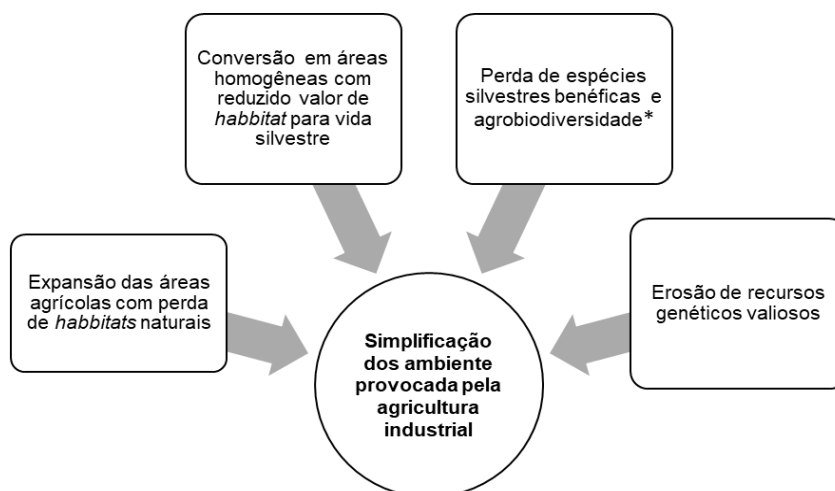 Conversão em áreas
homogêneas com
reduzido valor de
habbitat para vida
silvestre
Perda de espécies
silvestres benéficas e
agrobiodiversidade*
Expansão das áreas
agrícolas com perda
de habbitats naturais
Erosão de recursos
genéticos valiosos
Simplificação
dos ambiente
provocada pela
agricultura
industrial